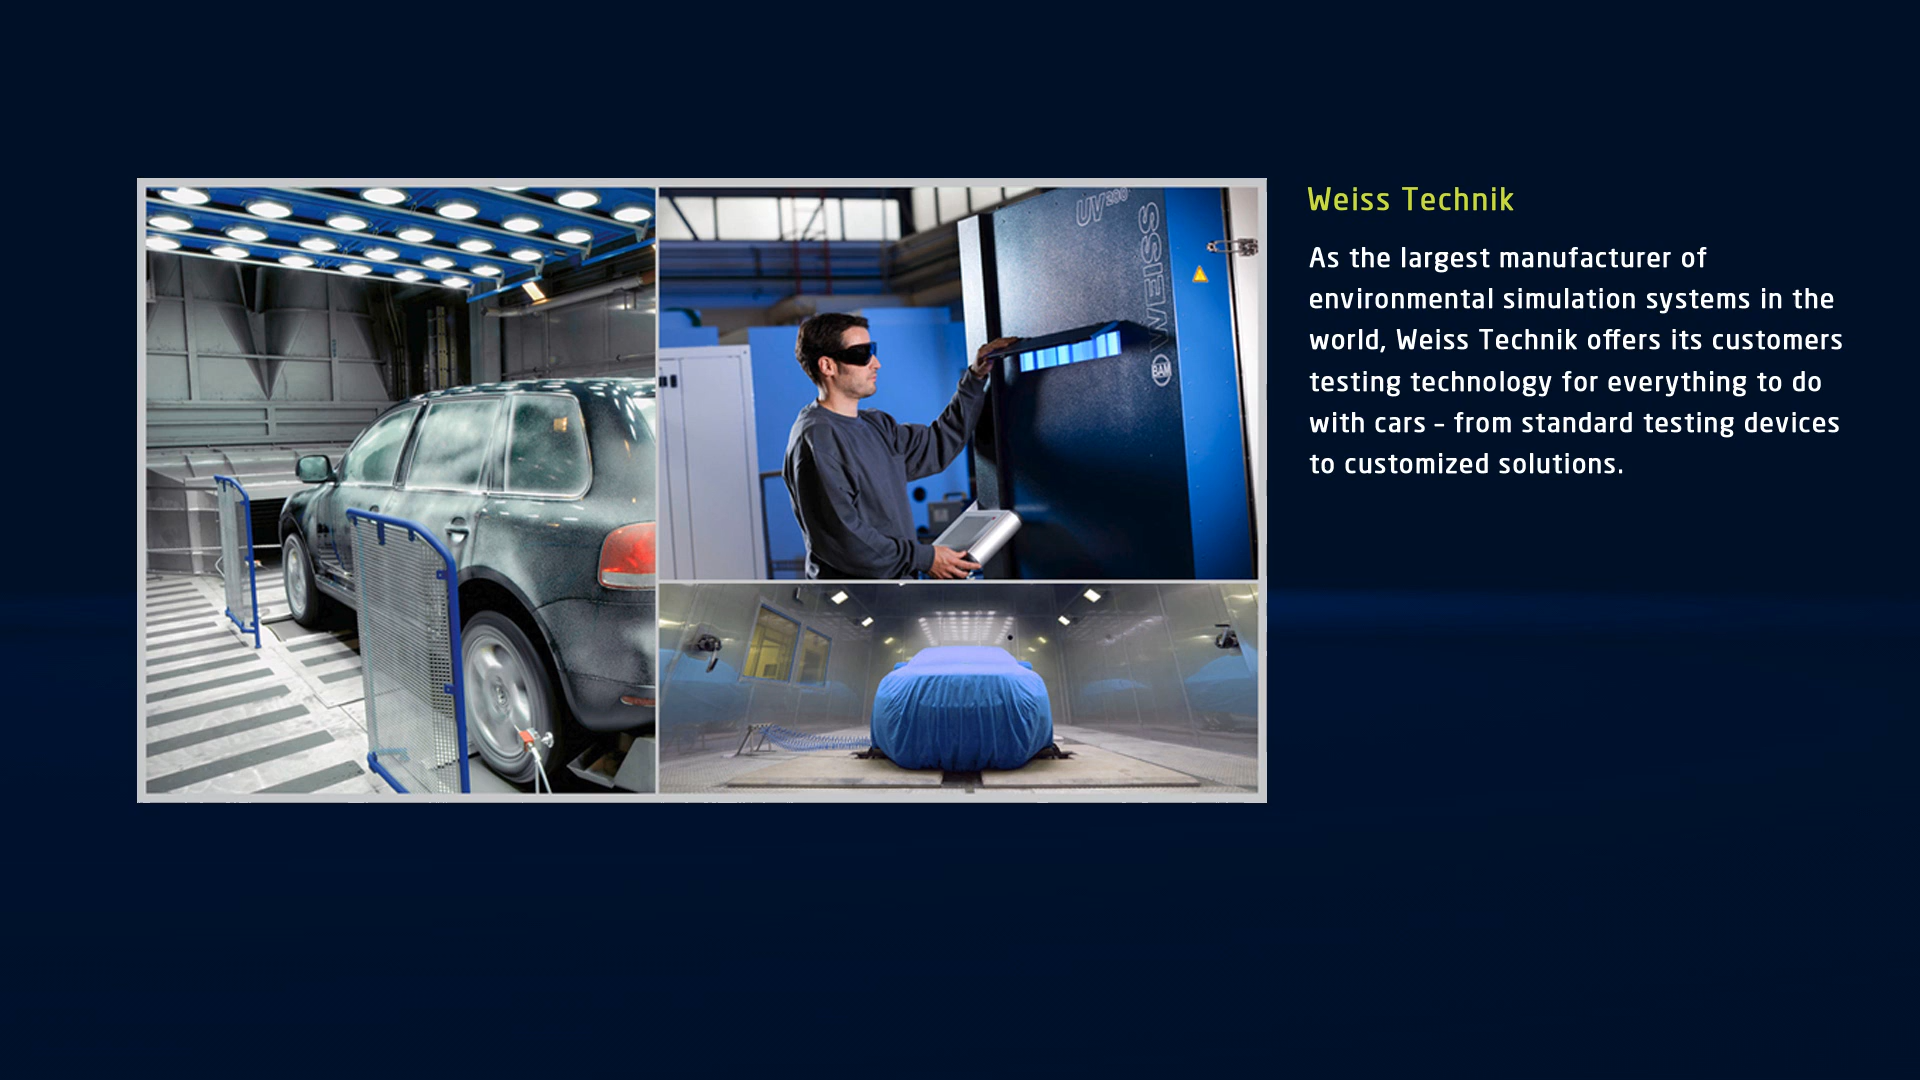 Weiss Technik
As the largest manufacturer of
environmental simulation systems in the
world, Weiss Technik offers its customers
testing technology for everything to do
with cars – from standard testing devices
to customized solutions.
UV200
WEISS
BAM